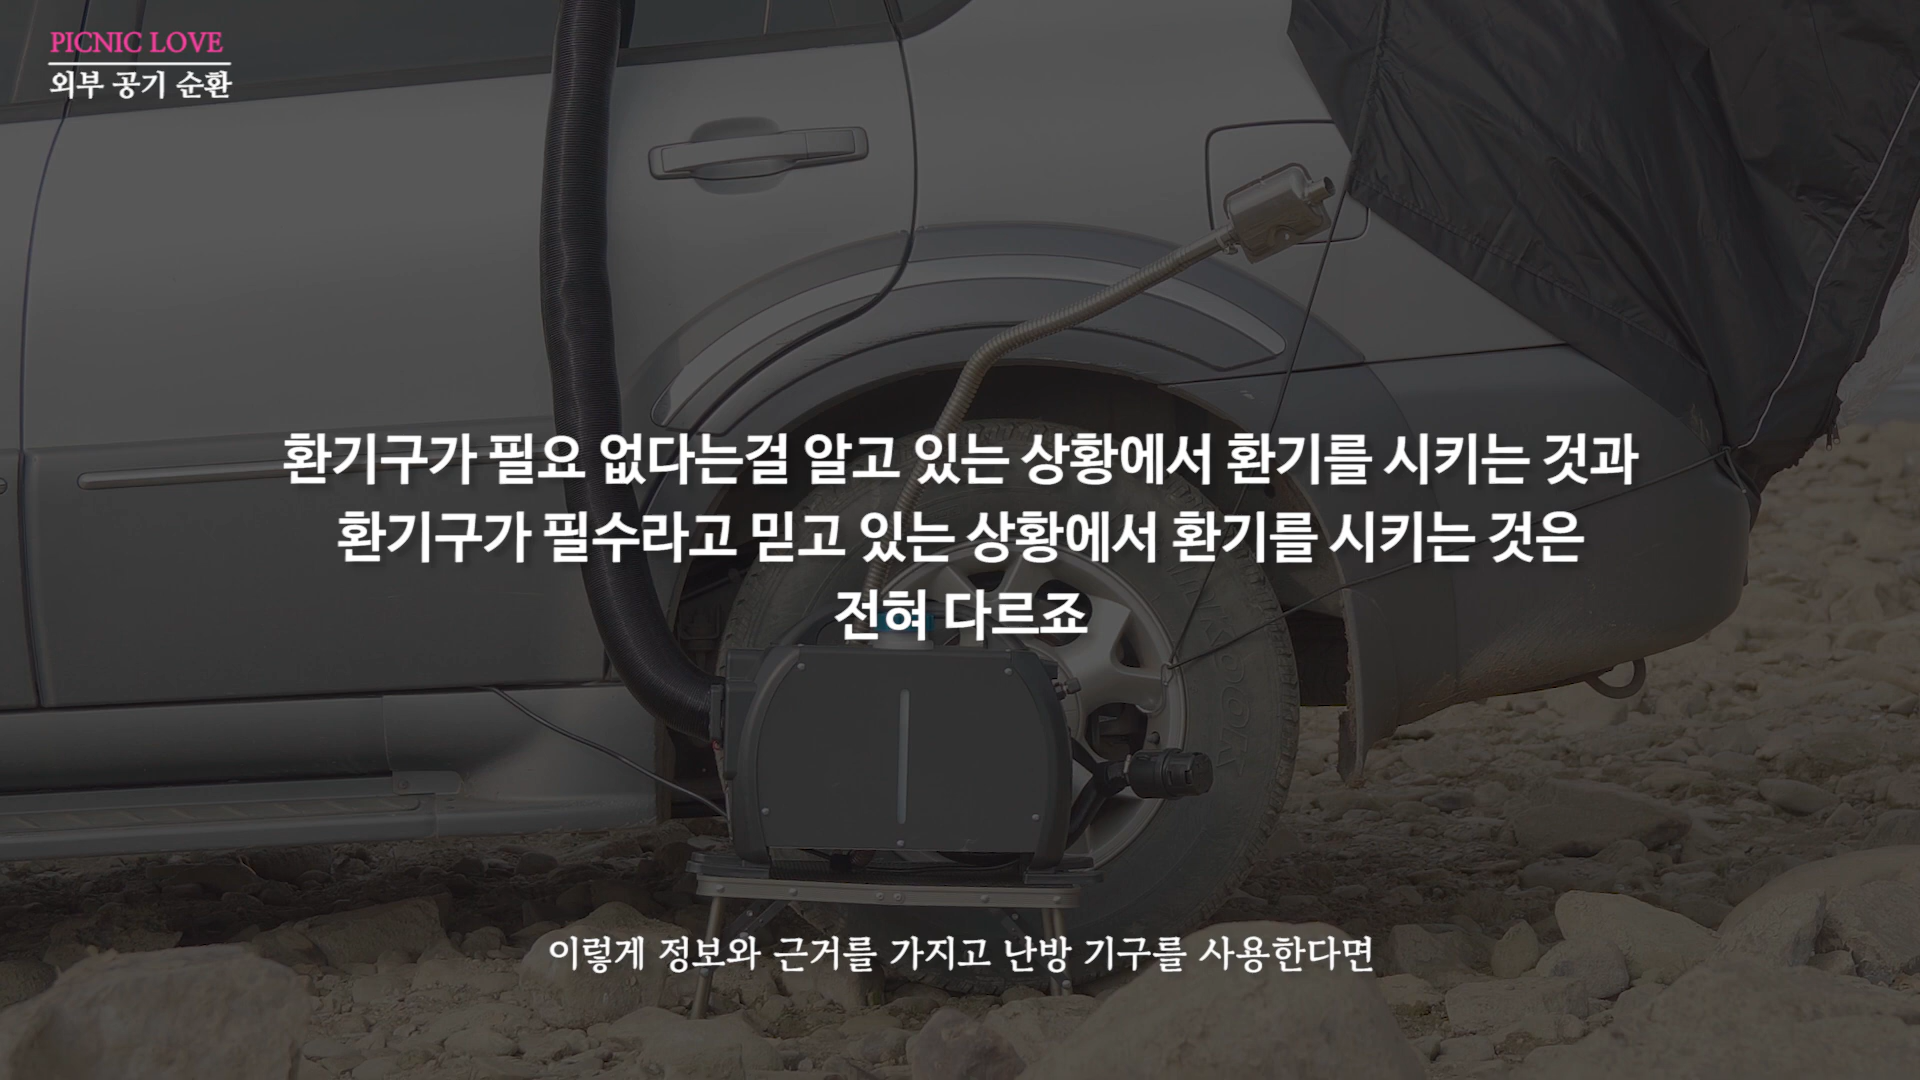 PICNIC LOVE
외부 공기 순환
환기구가 필요 없다는걸 알고 있는 상황에서 환기를 시키는 것과
환기구가 필수라고 믿고 있는 상황에서 환기를 시키는 것은
전혀 다르죠
이렇게 정보와 근거를 가지고 난방 기구를 사용한다면